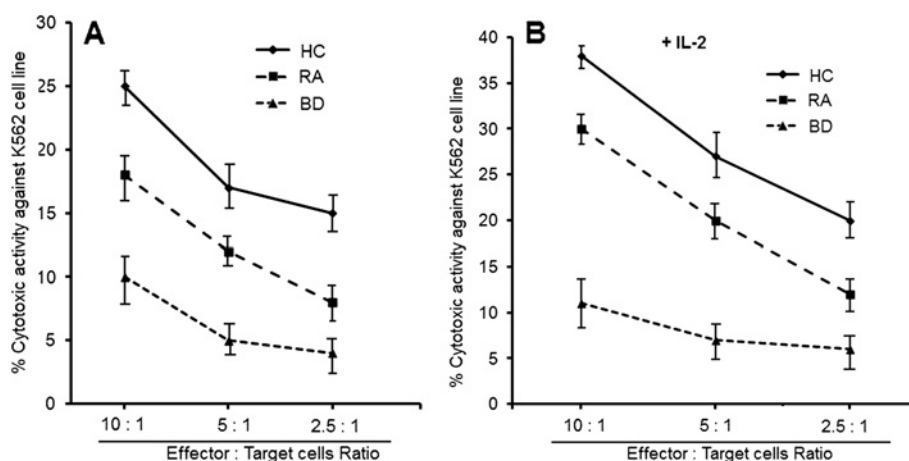 A
% Cytotoxic activity against K562 cell line
30
25
20
15
10
5
0
HC
RA
BD
10 : 1
5 : 1
2.5 : 1
Effector : Target cells Ratio
B
+ IL-2
% Cytotoxic activity against K562 cell line
40
35
30
25
20
15
10
5
0
HC
RA
BD
10 : 1
5 : 1
2.5 : 1
Effector : Target cells Ratio